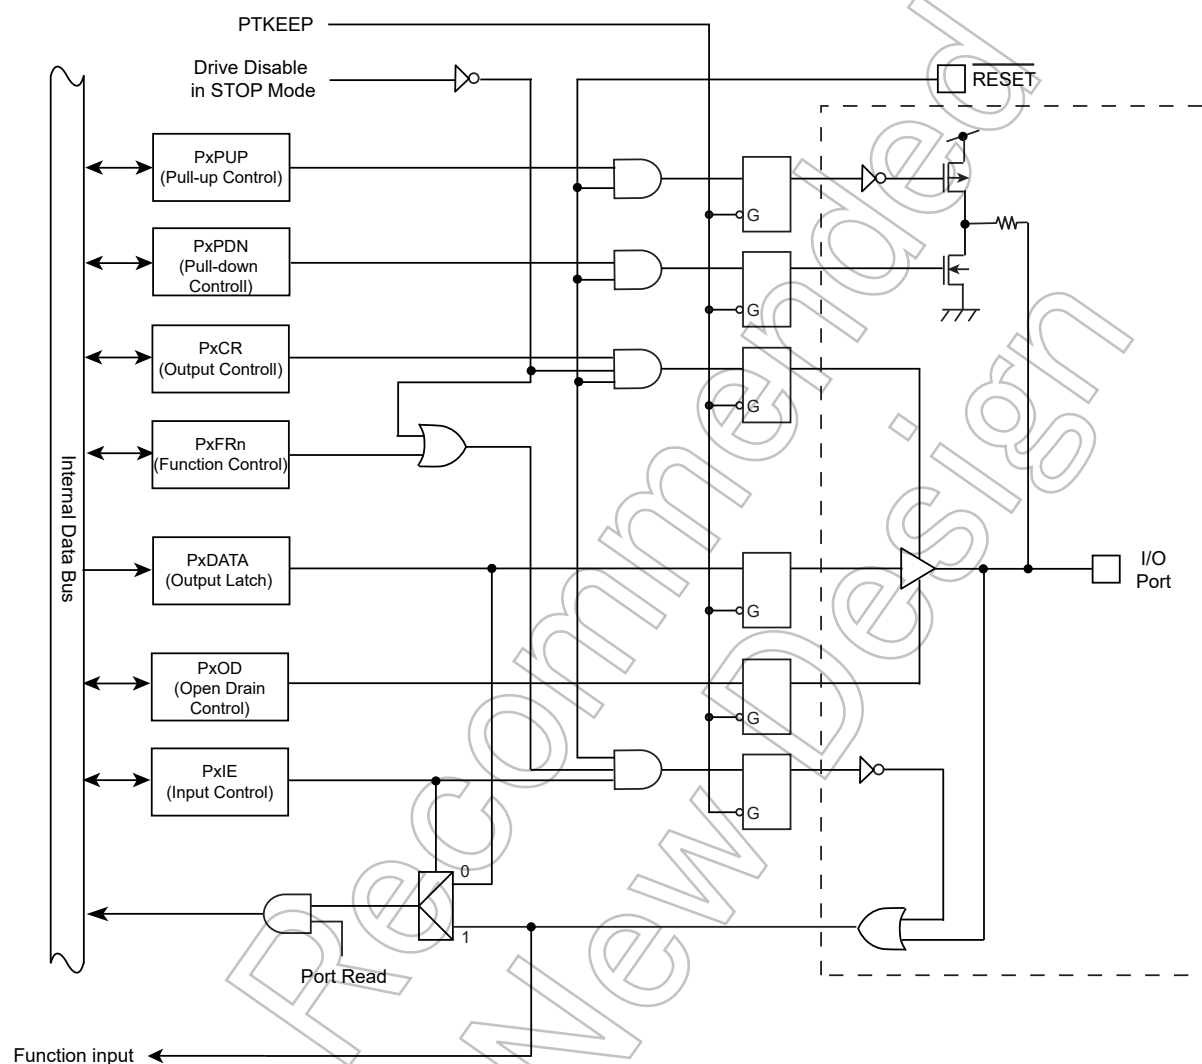 PTKEEP
Drive Disable
in STOP Mode
RESET
PxPUP
(Pull-up Control)
G
PxPDN
(Pull-down
Controll)
G
PxCR
(Output Controll)
G
PxFRn
(Function Control)
Internal Data Bus
PxDATA
(Output Latch)
G
I/O
Port
PxOD
(Open Drain
Control)
G
PxIE
(Input Control)
G
0
1
Port Read
Function input
Recommended
New Design